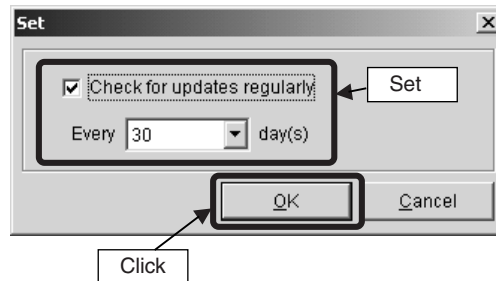 Set
Check for updates regularly
Set
Every 30 day(s)
OK Cancel
Click